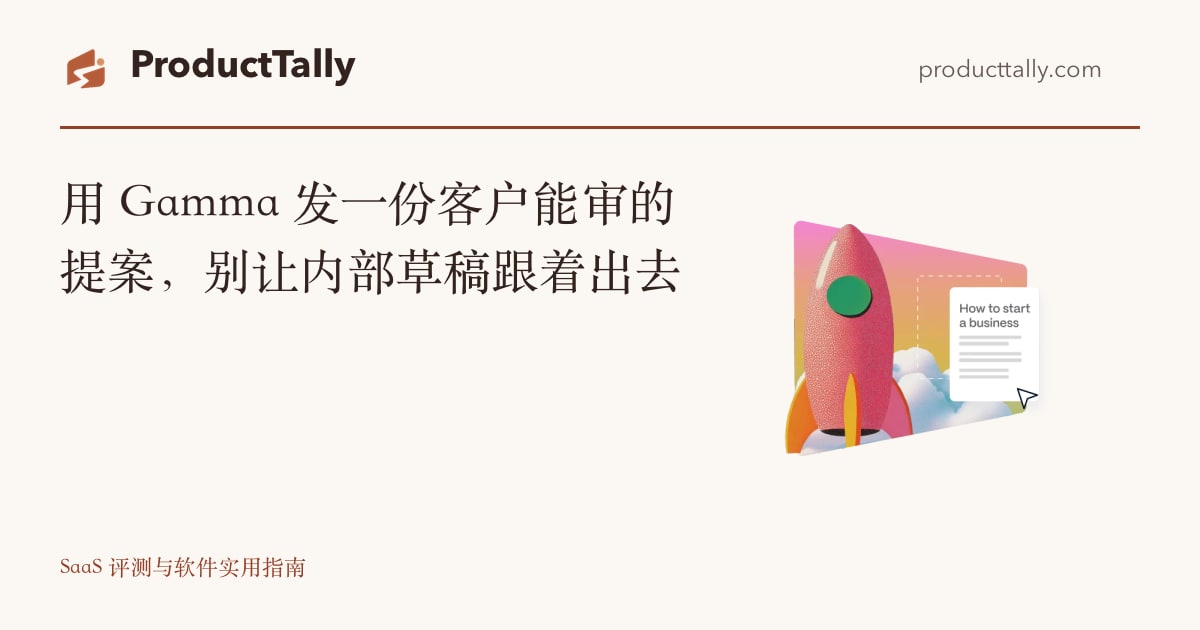 ProductTally
producttally.com
用 Gamma 发一份客户能审的
提案，别让内部草稿跟着出去
How to start
a business
SaaS 评测与软件实用指南